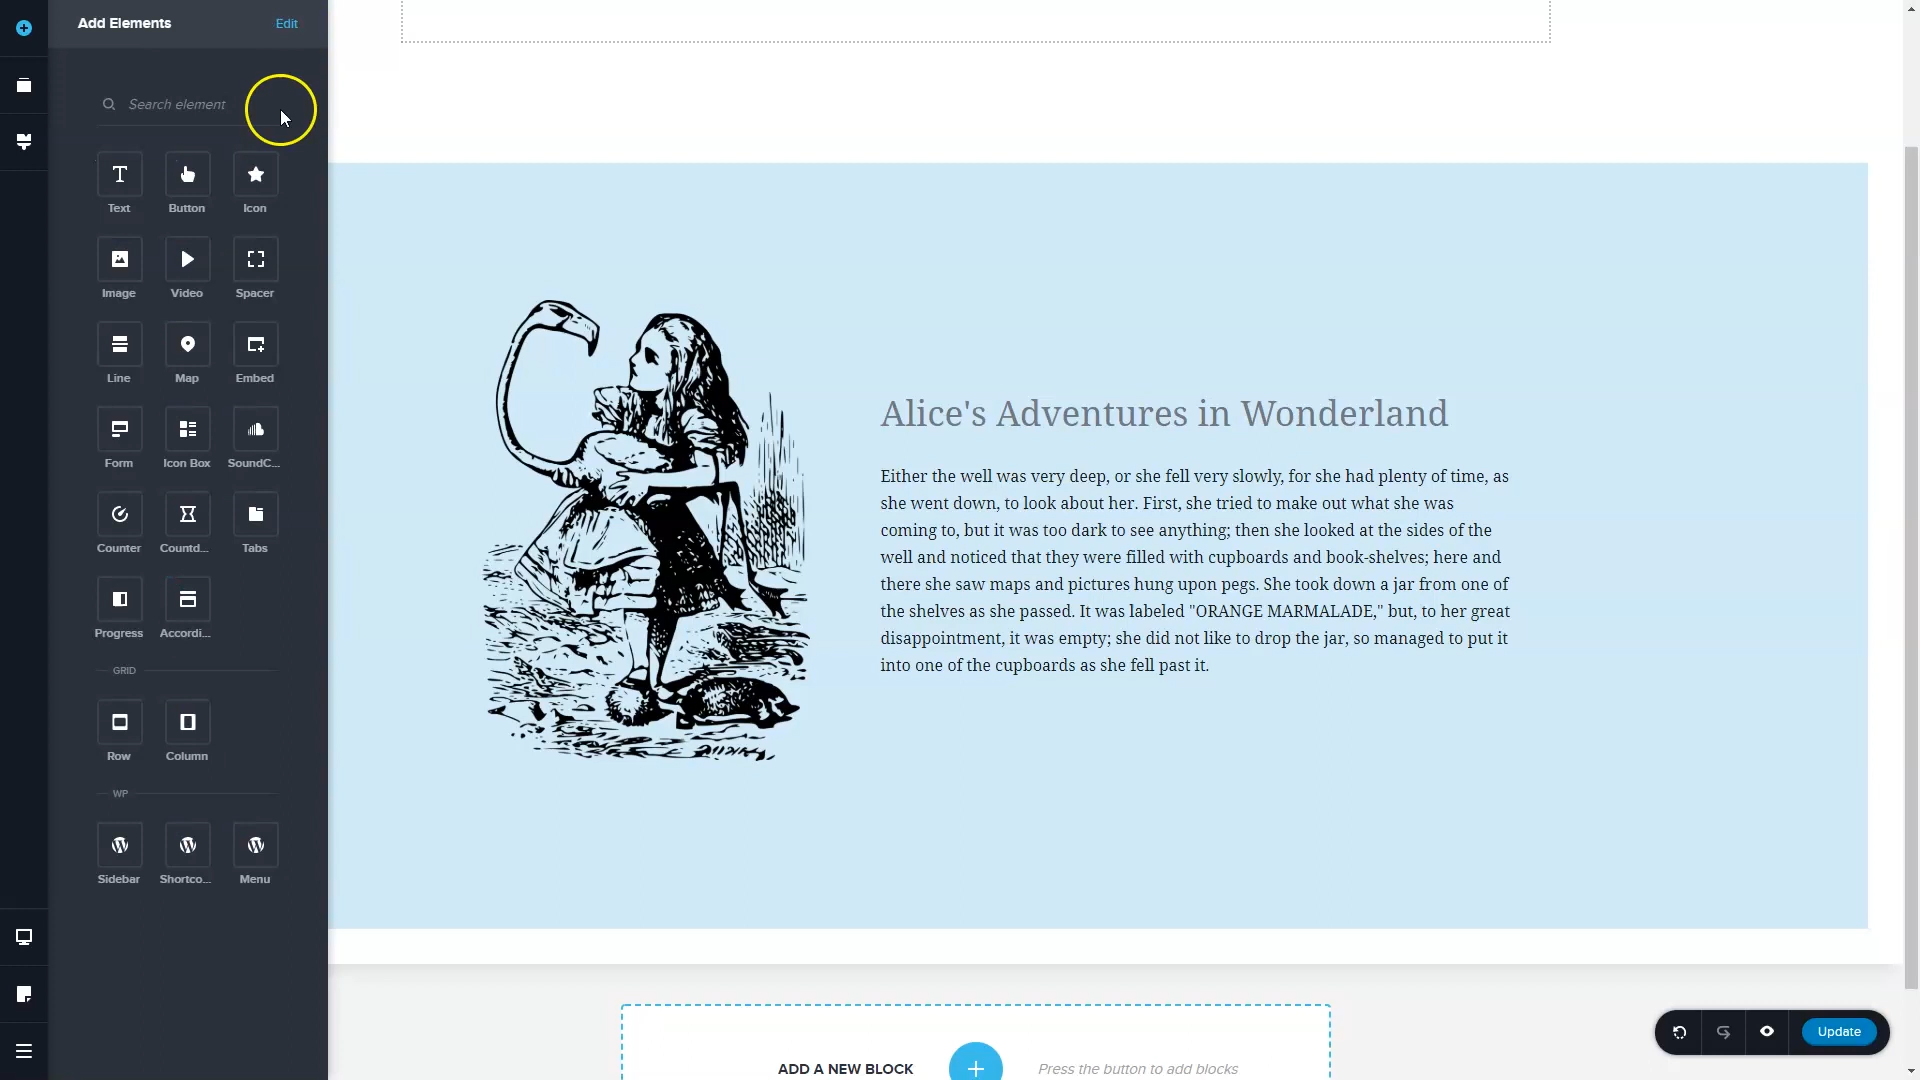 Add Elements
Edit
Search element
Text
Button
Icon
Image
Video
Spacer
Line
Map
Embed
Form
Icon Box
SoundC...
Counter
Countd...
Tabs
Progress
Accordi...
GRID
Row
Column
WP
Sidebar
Shortco...
Menu
Alice's Adventures in Wonderland
Either the well was very deep, or she fell very slowly, for she had plenty of time, as
she went down, to look about her. First, she tried to make out what she was
coming to, but it was too dark to see anything; then she looked at the sides of the
well and noticed that they were filled with cupboards and book-shelves; here and
there she saw maps and pictures hung upon pegs. She took down a jar from one of
the shelves as she passed. It was labeled "ORANGE MARMALADE," but, to her great
disappointment, it was empty; she did not like to drop the jar, so managed to put it
into one of the cupboards as she fell past it.
ADD A NEW BLOCK
Press the button to add blocks
Update